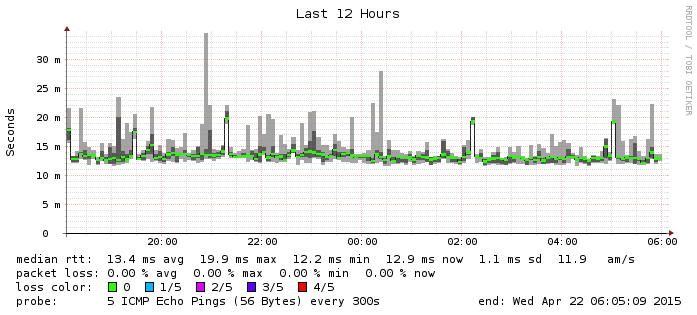 Last 12 Hours
RRDTOOL / TOBI OETIKER
Seconds
30 m
25 m
20 m
15 m
10 m
5 m
0
20:00 22:00 00:00 02:00 04:00 06:00
median rtt: 13.4 ms avg 19.9 ms max 12.2 ms min 12.9 ms now 1.1 ms sd 11.9 am/s
packet loss: 0.00 % avg 0.00 % max 0.00 % min 0.00 % now
loss color: 0 1/5 2/5 3/5 4/5
probe: 5 ICMP Echo Pings (56 Bytes) every 300s end: Wed Apr 22 06:05:09 2015